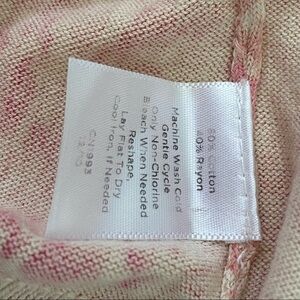 60% Cotton
40% Rayon
Machine Wash Cold
Gentle Cycle
Only Non-Chlorine
Bleach When Needed
Reshape,
Lay Flat To Dry
Cool Iron, If Needed